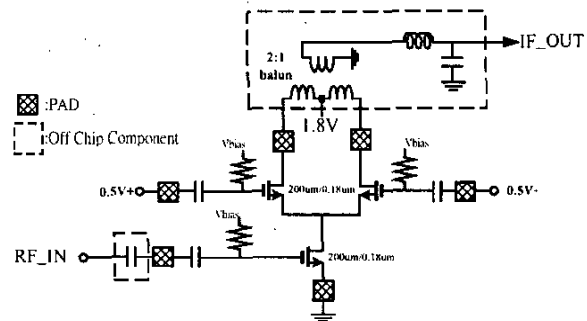 IF_OUT
2:1
balun
:PAD
1.8V
:Off Chip Component
Vbias
Vbias
0.5V+
200um/0.18um
0.5V-
Vbias
RF_IN
200um/0.18um